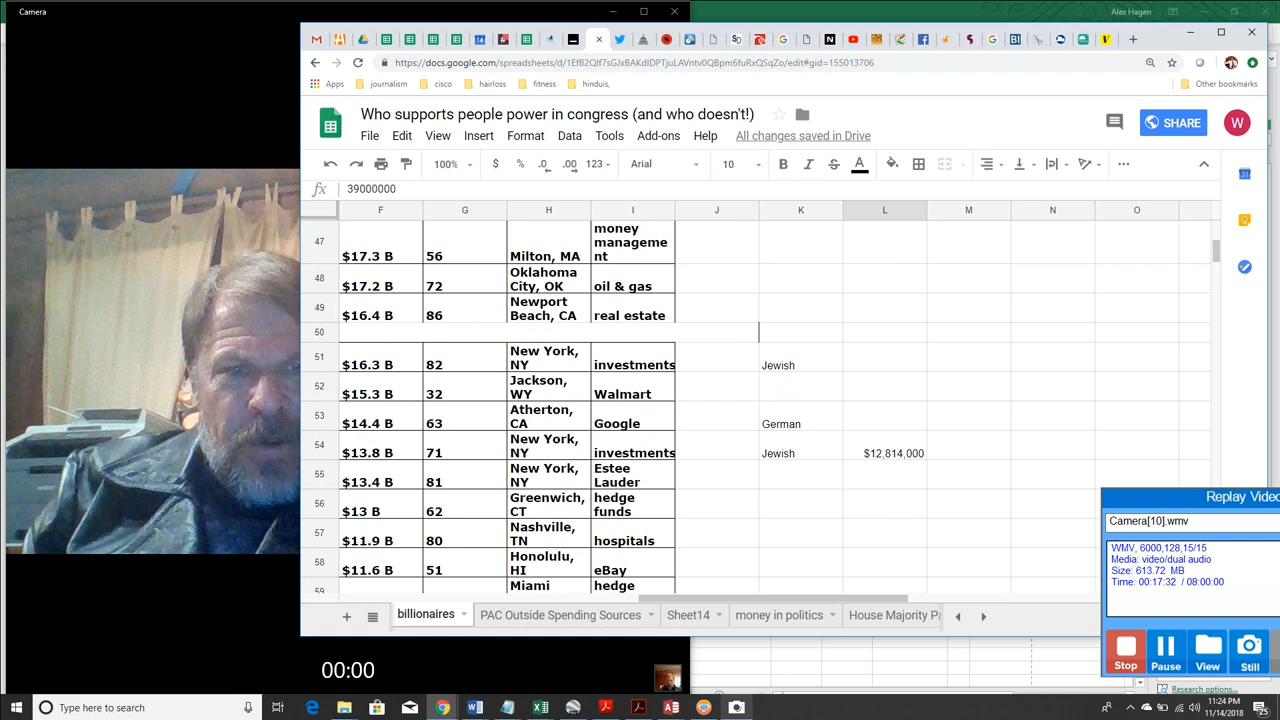 Camera
Alex Hagen
https://docs.google.com/spreadsheets/d/1EfB2Qlf7sGJxBAKdIDPTjuLAVntv0QBpm6fuRxQSqZo/edit#gid=155013706
Apps journalism cisco hairloss fitness hinduis, Other bookmarks
Who supports people power in congress (and who doesn't!)
File Edit View Insert Format Data Tools Add-ons Help All changes saved in Drive
SHARE
W
100% $ % .0 .00 123 Arial 10 B I S A
fx 39000000
F G H I J K L M N O
47 $17.3 B 56 Milton, MA money manageme nt
48 $17.2 B 72 Oklahoma City, OK oil & gas
49 $16.4 B 86 Newport Beach, CA real estate
50
51 $16.3 B 82 New York, NY investments Jewish
52 $15.3 B 32 Jackson, WY Walmart
53 $14.4 B 63 Atherton, CA Google German
54 $13.8 B 71 New York, NY investments Jewish $12,814,000
55 $13.4 B 81 New York, NY Estee Lauder
56 $13 B 62 Greenwich, CT hedge funds
57 $11.9 B 80 Nashville, TN hospitals
58 $11.6 B 51 Honolulu, HI eBay
59 Miami hedge
billionaires PAC Outside Spending Sources Sheet14 money in politics House Majority Pa
Replay Video
Camera[10].wmv
WMV, 6000,128,15/15
Media: video/dual audio
Size: 613.72 MB
Time: 00:17:32 / 08:00:00
Stop Pause View Still
00:00
Research options...
Type here to search
11:24 PM
11/14/2018
25